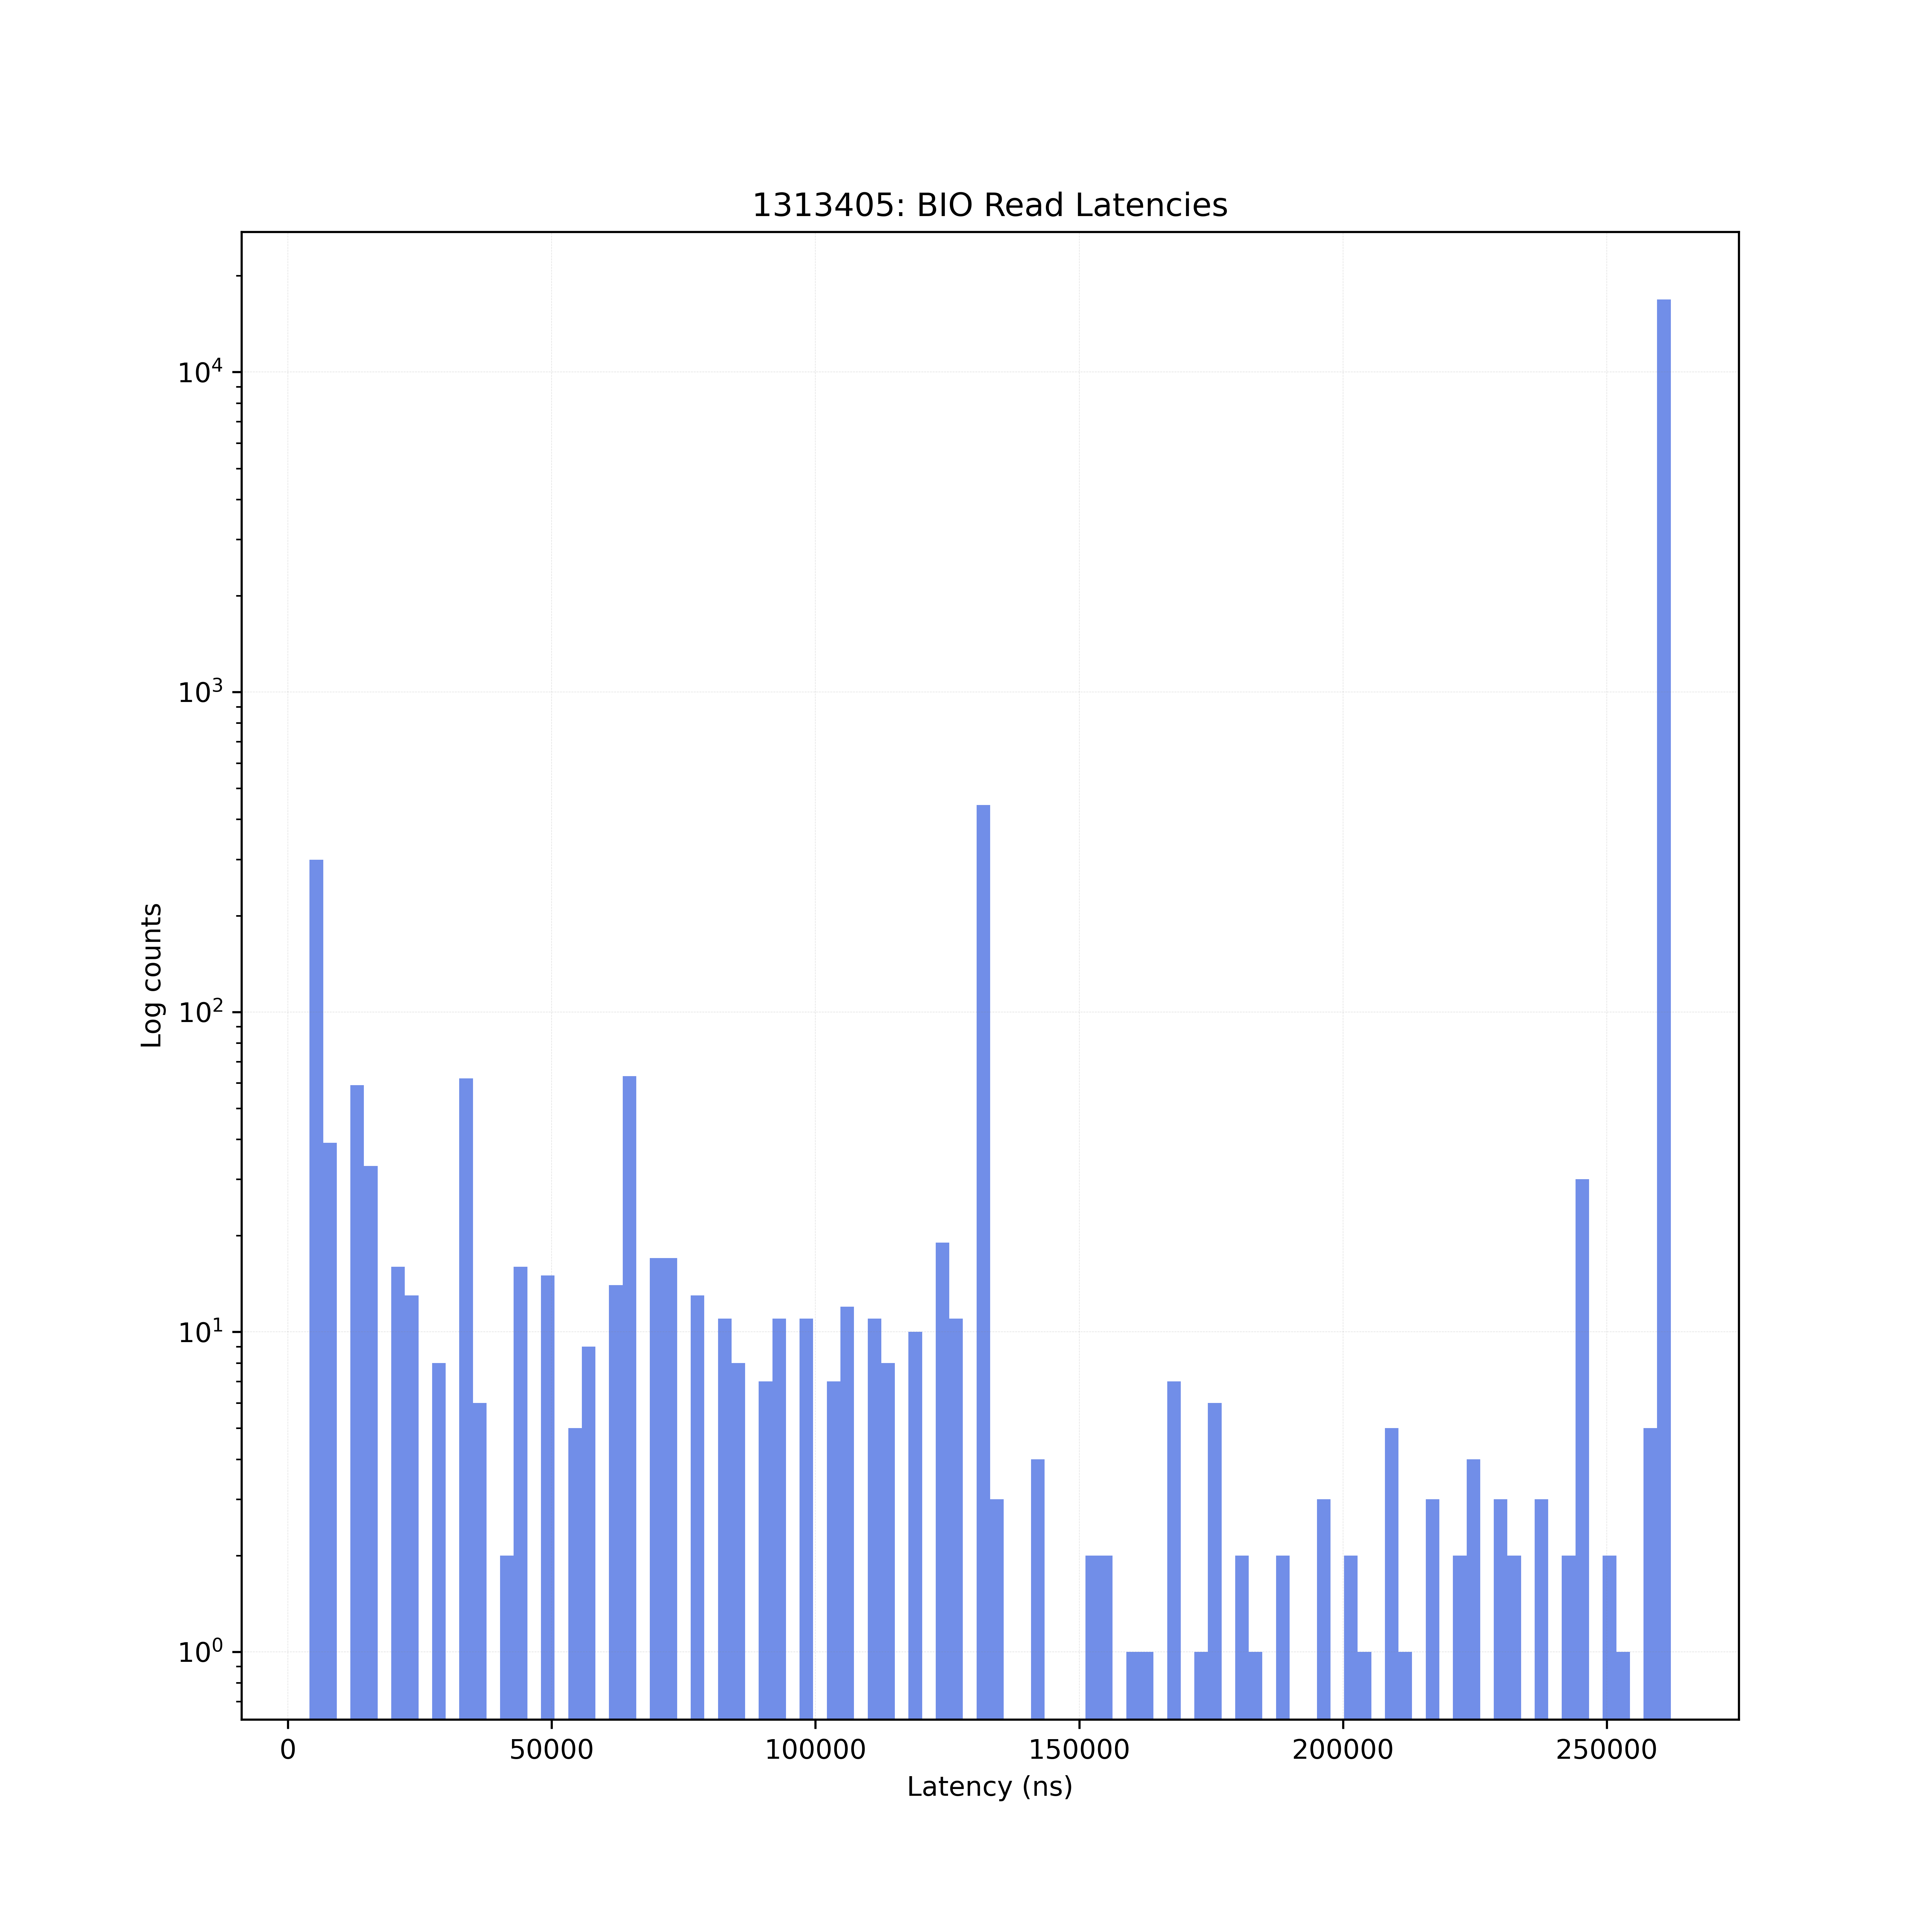 1313405: BIO Read Latencies
Log counts
10^4
10^3
10^2
10^1
10^0
0 50000 100000 150000 200000 250000
Latency (ns)